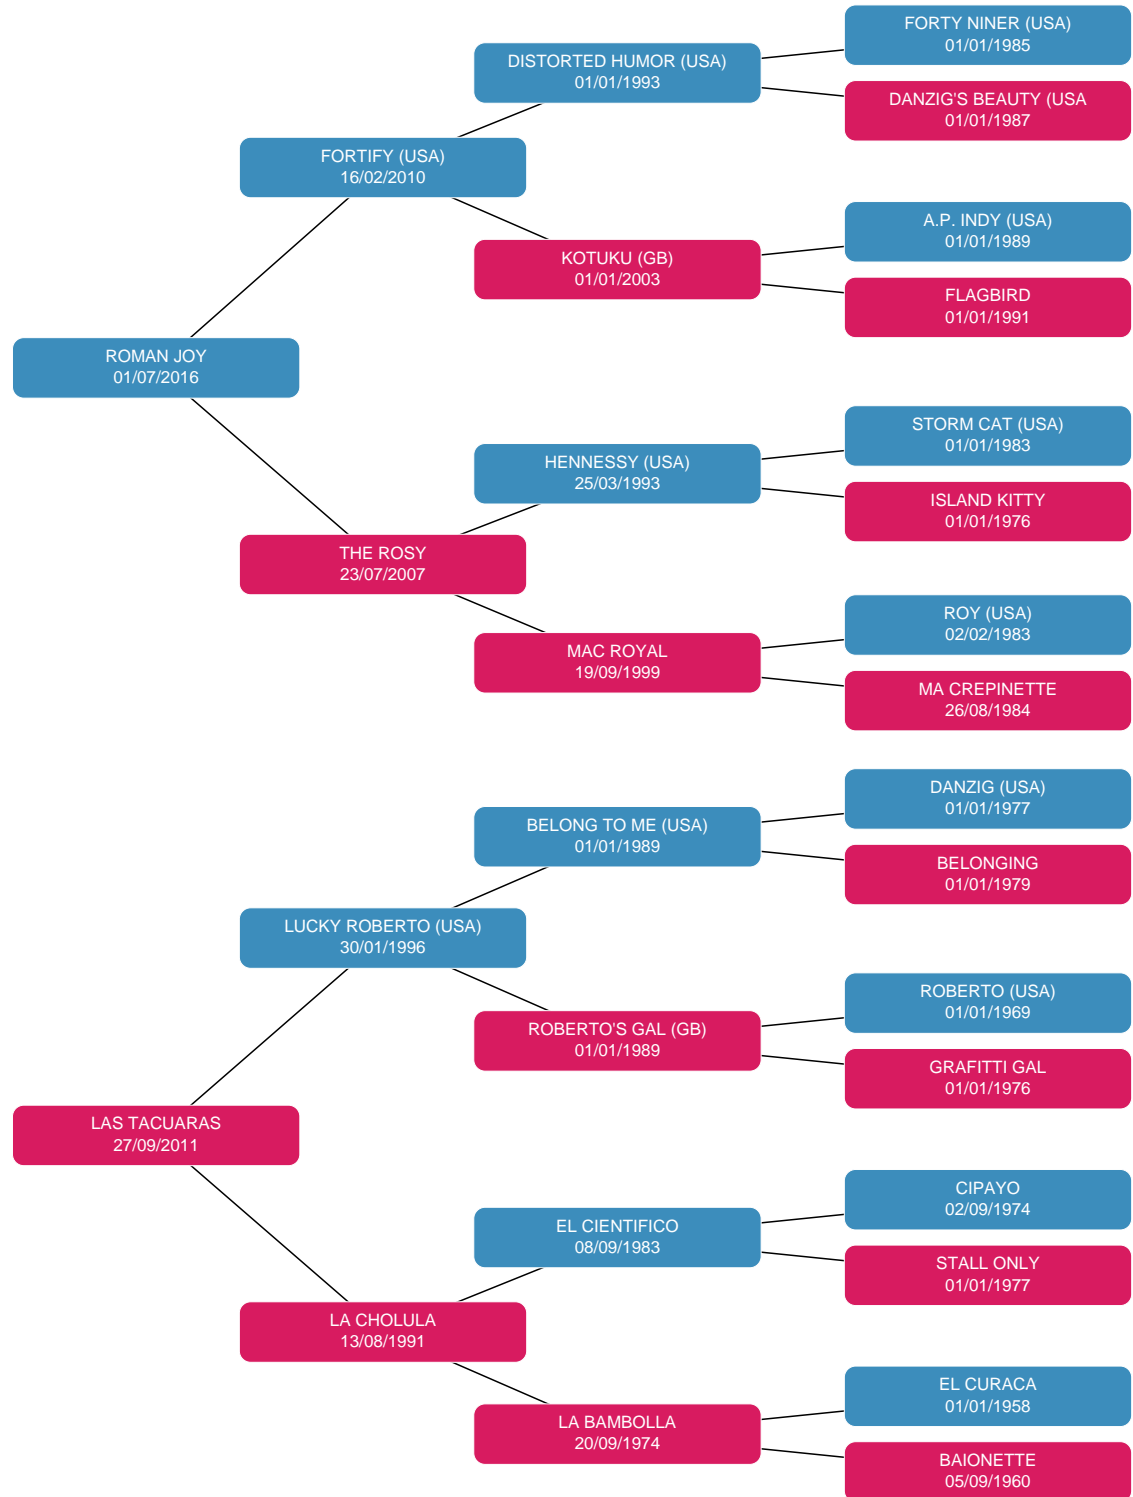 FORTY NINER (USA)
01/01/1985
DISTORTED HUMOR (USA)
01/01/1993
DANZIG'S BEAUTY (USA
01/01/1987
FORTIFY (USA)
16/02/2010
A.P. INDY (USA)
01/01/1989
KOTUKU (GB)
01/01/2003
FLAGBIRD
01/01/1991
ROMAN JOY
01/07/2016
STORM CAT (USA)
01/01/1983
HENNESSY (USA)
25/03/1993
ISLAND KITTY
01/01/1976
THE ROSY
23/07/2007
ROY (USA)
02/02/1983
MAC ROYAL
19/09/1999
MA CREPINETTE
26/08/1984
DANZIG (USA)
01/01/1977
BELONG TO ME (USA)
01/01/1989
BELONGING
01/01/1979
LUCKY ROBERTO (USA)
30/01/1996
ROBERTO (USA)
01/01/1969
ROBERTO'S GAL (GB)
01/01/1989
GRAFITTI GAL
01/01/1976
LAS TACUARAS
27/09/2011
CIPAYO
02/09/1974
EL CIENTIFICO
08/09/1983
STALL ONLY
01/01/1977
LA CHOLULA
13/08/1991
EL CURACA
01/01/1958
LA BAMBOLLA
20/09/1974
BAIONETTE
05/09/1960